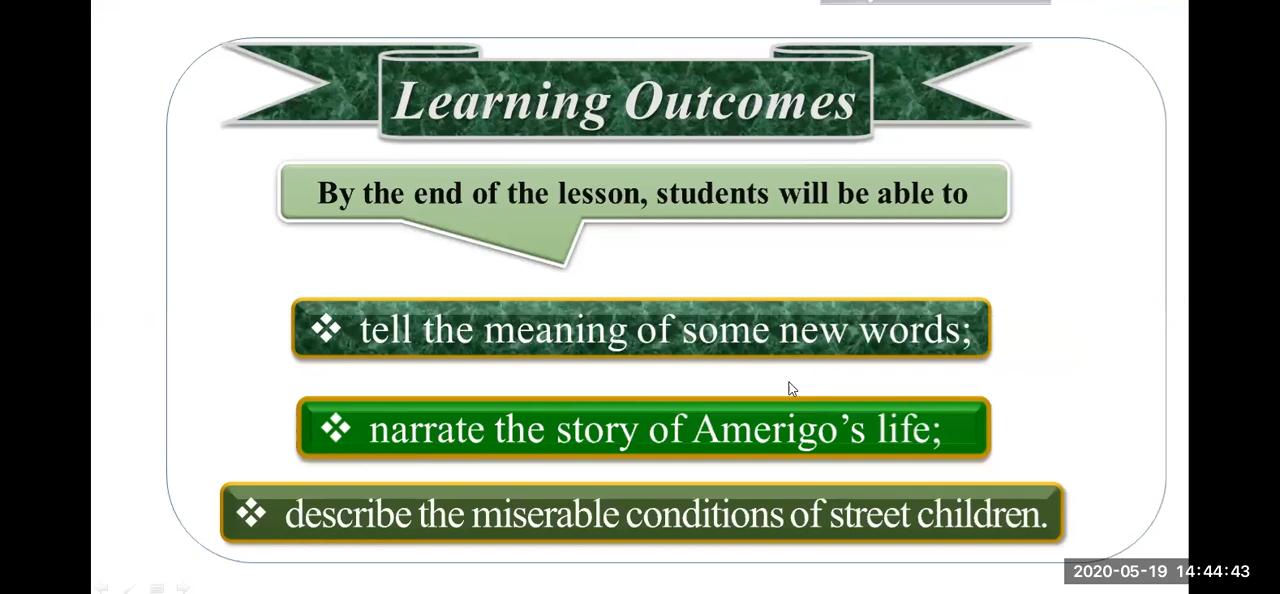 Learning Outcomes
By the end of the lesson, students will be able to
❖ tell the meaning of some new words;
❖ narrate the story of Amerigo’s life;
❖ describe the miserable conditions of street children.
2020-05-19 14:44:43